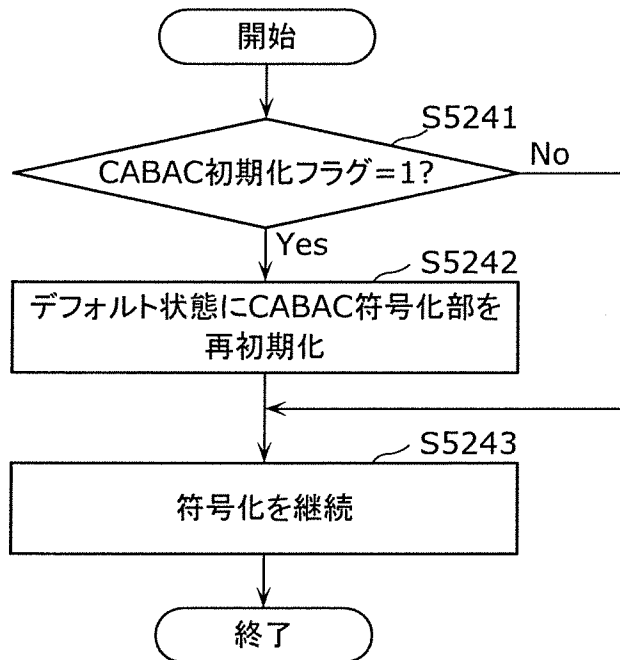 開始
S5241
CABAC初期化フラグ=1?
No
Yes
S5242
デフォルト状態にCABAC符号化部を
再初期化
S5243
符号化を継続
終了